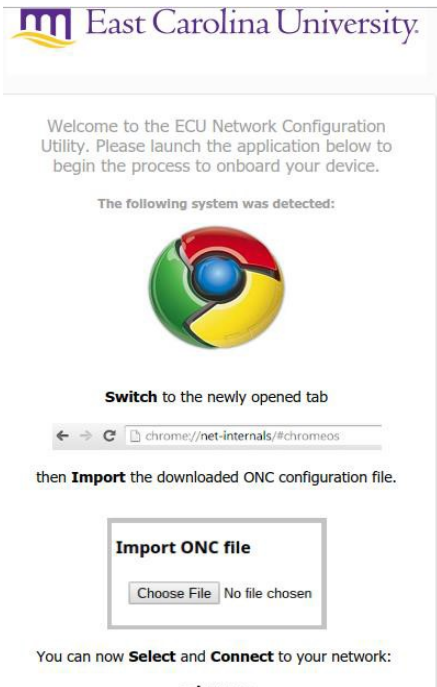 East Carolina University.
Welcome to the ECU Network Configuration
Utility. Please launch the application below to
begin the process to onboard your device.
The following system was detected:
Switch to the newly opened tab
chrome://net-internals/#chromeos
then Import the downloaded ONC configuration file.
Import ONC file
Choose File No file chosen
You can now Select and Connect to your network: